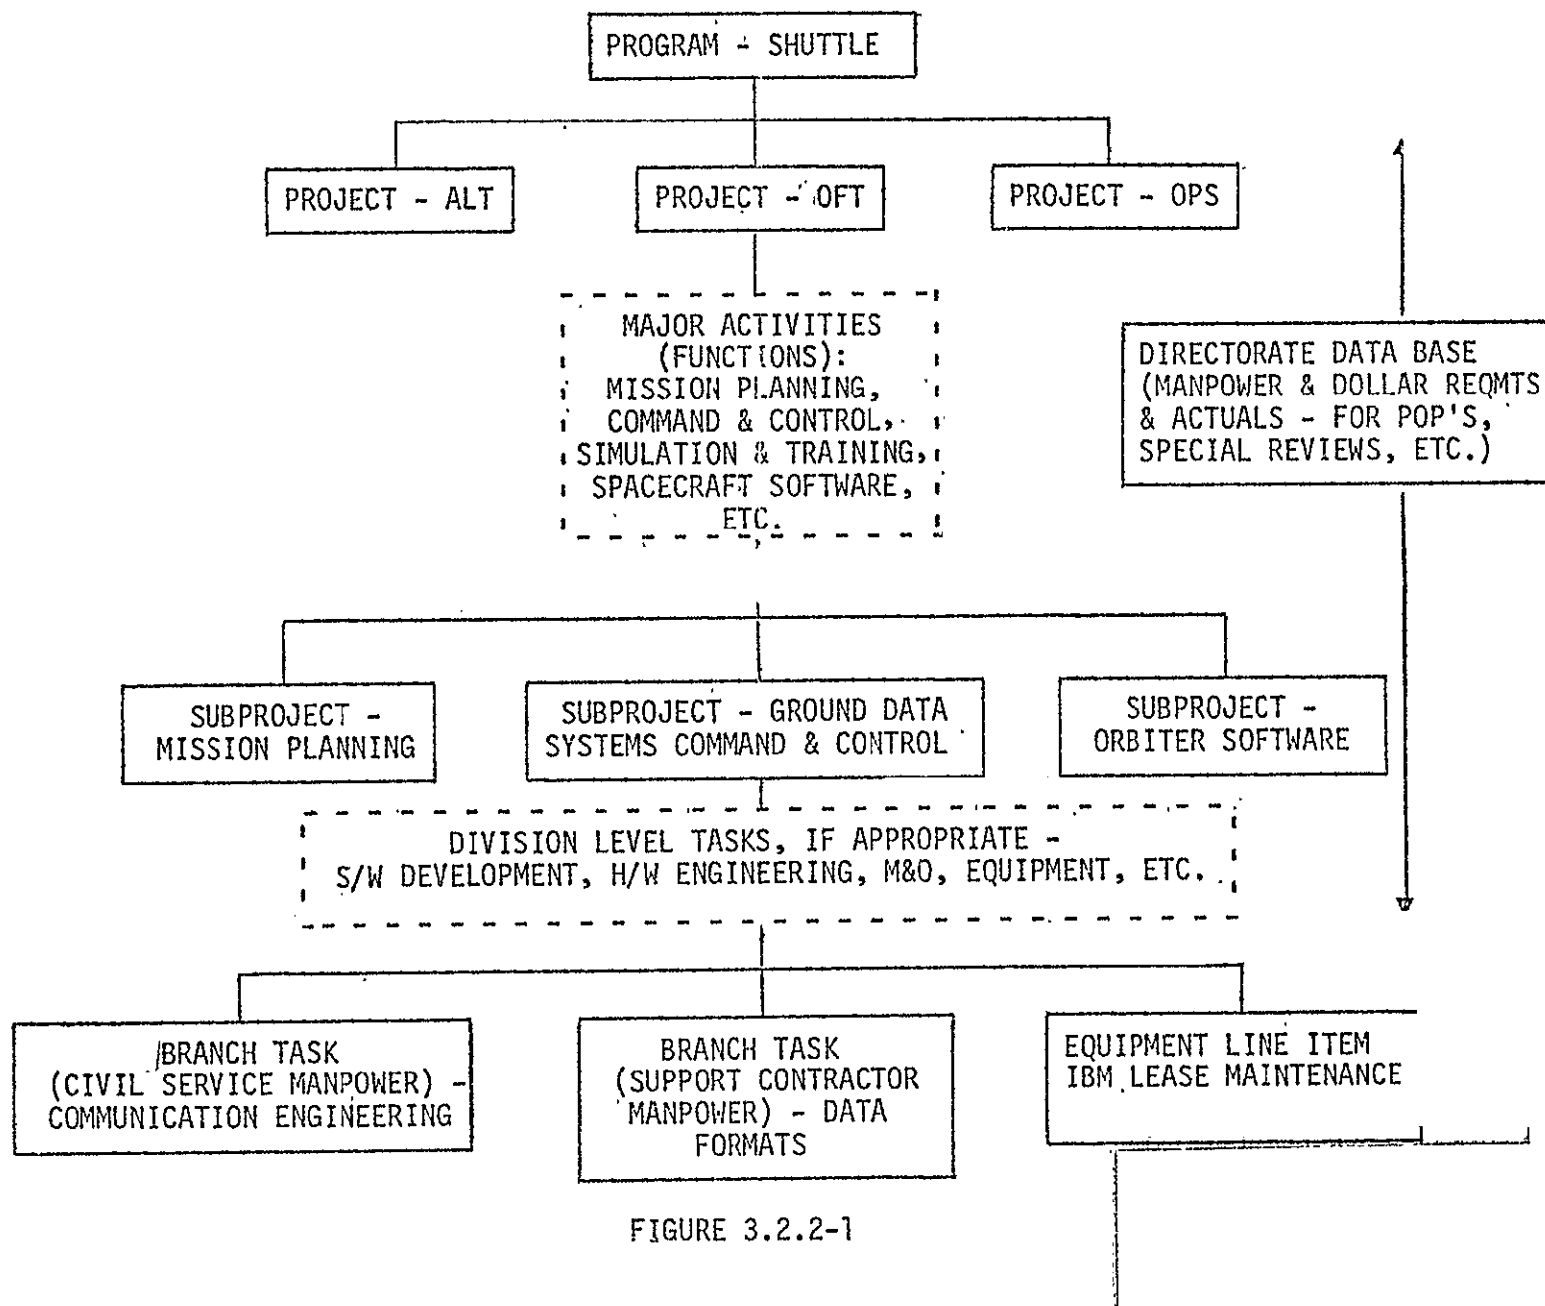 PROGRAM - SHUTTLE
PROJECT - ALT
PROJECT - OFT
PROJECT - OPS
MAJOR ACTIVITIES
(FUNCTIONS):
MISSION PLANNING,
COMMAND & CONTROL,
SIMULATION & TRAINING,
SPACECRAFT SOFTWARE,
ETC.
DIRECTORATE DATA BASE
(MANPOWER & DOLLAR REQMTS
& ACTUALS - FOR POP'S,
SPECIAL REVIEWS, ETC.)
SUBPROJECT -
MISSION PLANNING
SUBPROJECT - GROUND DATA
SYSTEMS COMMAND & CONTROL
SUBPROJECT -
ORBITER SOFTWARE
DIVISION LEVEL TASKS, IF APPROPRIATE -
S/W DEVELOPMENT, H/W ENGINEERING, M&O, EQUIPMENT, ETC.
BRANCH TASK
(CIVIL SERVICE MANPOWER) -
COMMUNICATION ENGINEERING
BRANCH TASK
(SUPPORT CONTRACTOR
MANPOWER) - DATA
FORMATS
EQUIPMENT LINE ITEM
IBM LEASE MAINTENANCE
FIGURE 3.2.2-1